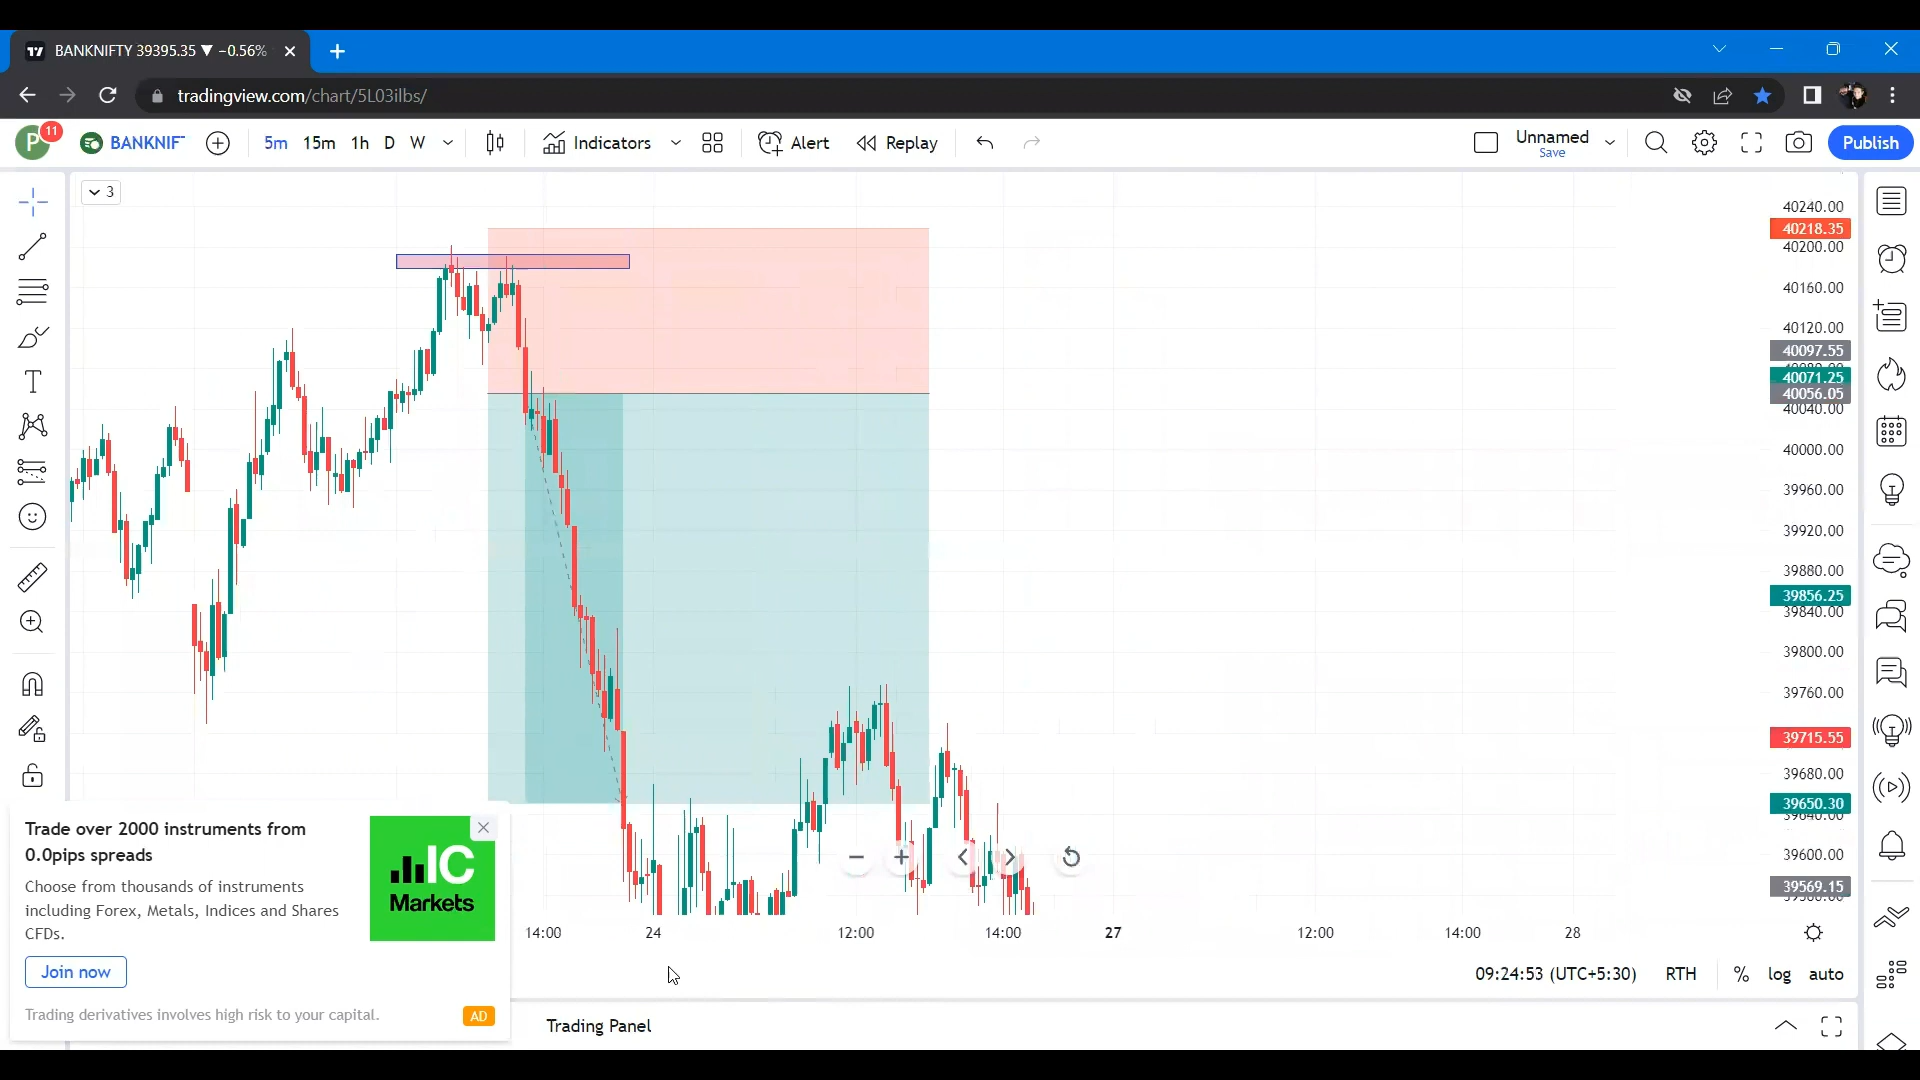 BANKNIFTY 39395.35 ▼ −0.56%
tradingview.com/chart/5L03ilbs/
P 11 BANKNIF 5m 15m 1h D W Indicators Alert Replay Unnamed Publish
Save
3
40240.00
40218.35
40200.00
40160.00
40120.00
40097.55
40071.25
40056.05
40040.00
40000.00
39960.00
39920.00
39880.00
39856.25
39840.00
39800.00
39760.00
39715.55
39680.00
39650.30
39640.00
39600.00
39569.15
Trade over 2000 instruments from
0.0pips spreads
Choose from thousands of instruments
including Forex, Metals, Indices and Shares
CFDs.
IC
Markets
Join now
Trading derivatives involves high risk to your capital.
AD
14:00 24 12:00 14:00 27 12:00 14:00 28
09:24:53 (UTC+5:30) RTH % log auto
Trading Panel